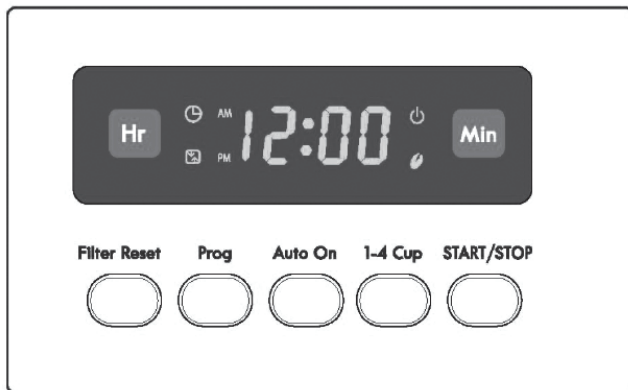 AM
Hr 12:00 Min
PM
Filter Reset Prog Auto On 1-4 Cup START/STOP